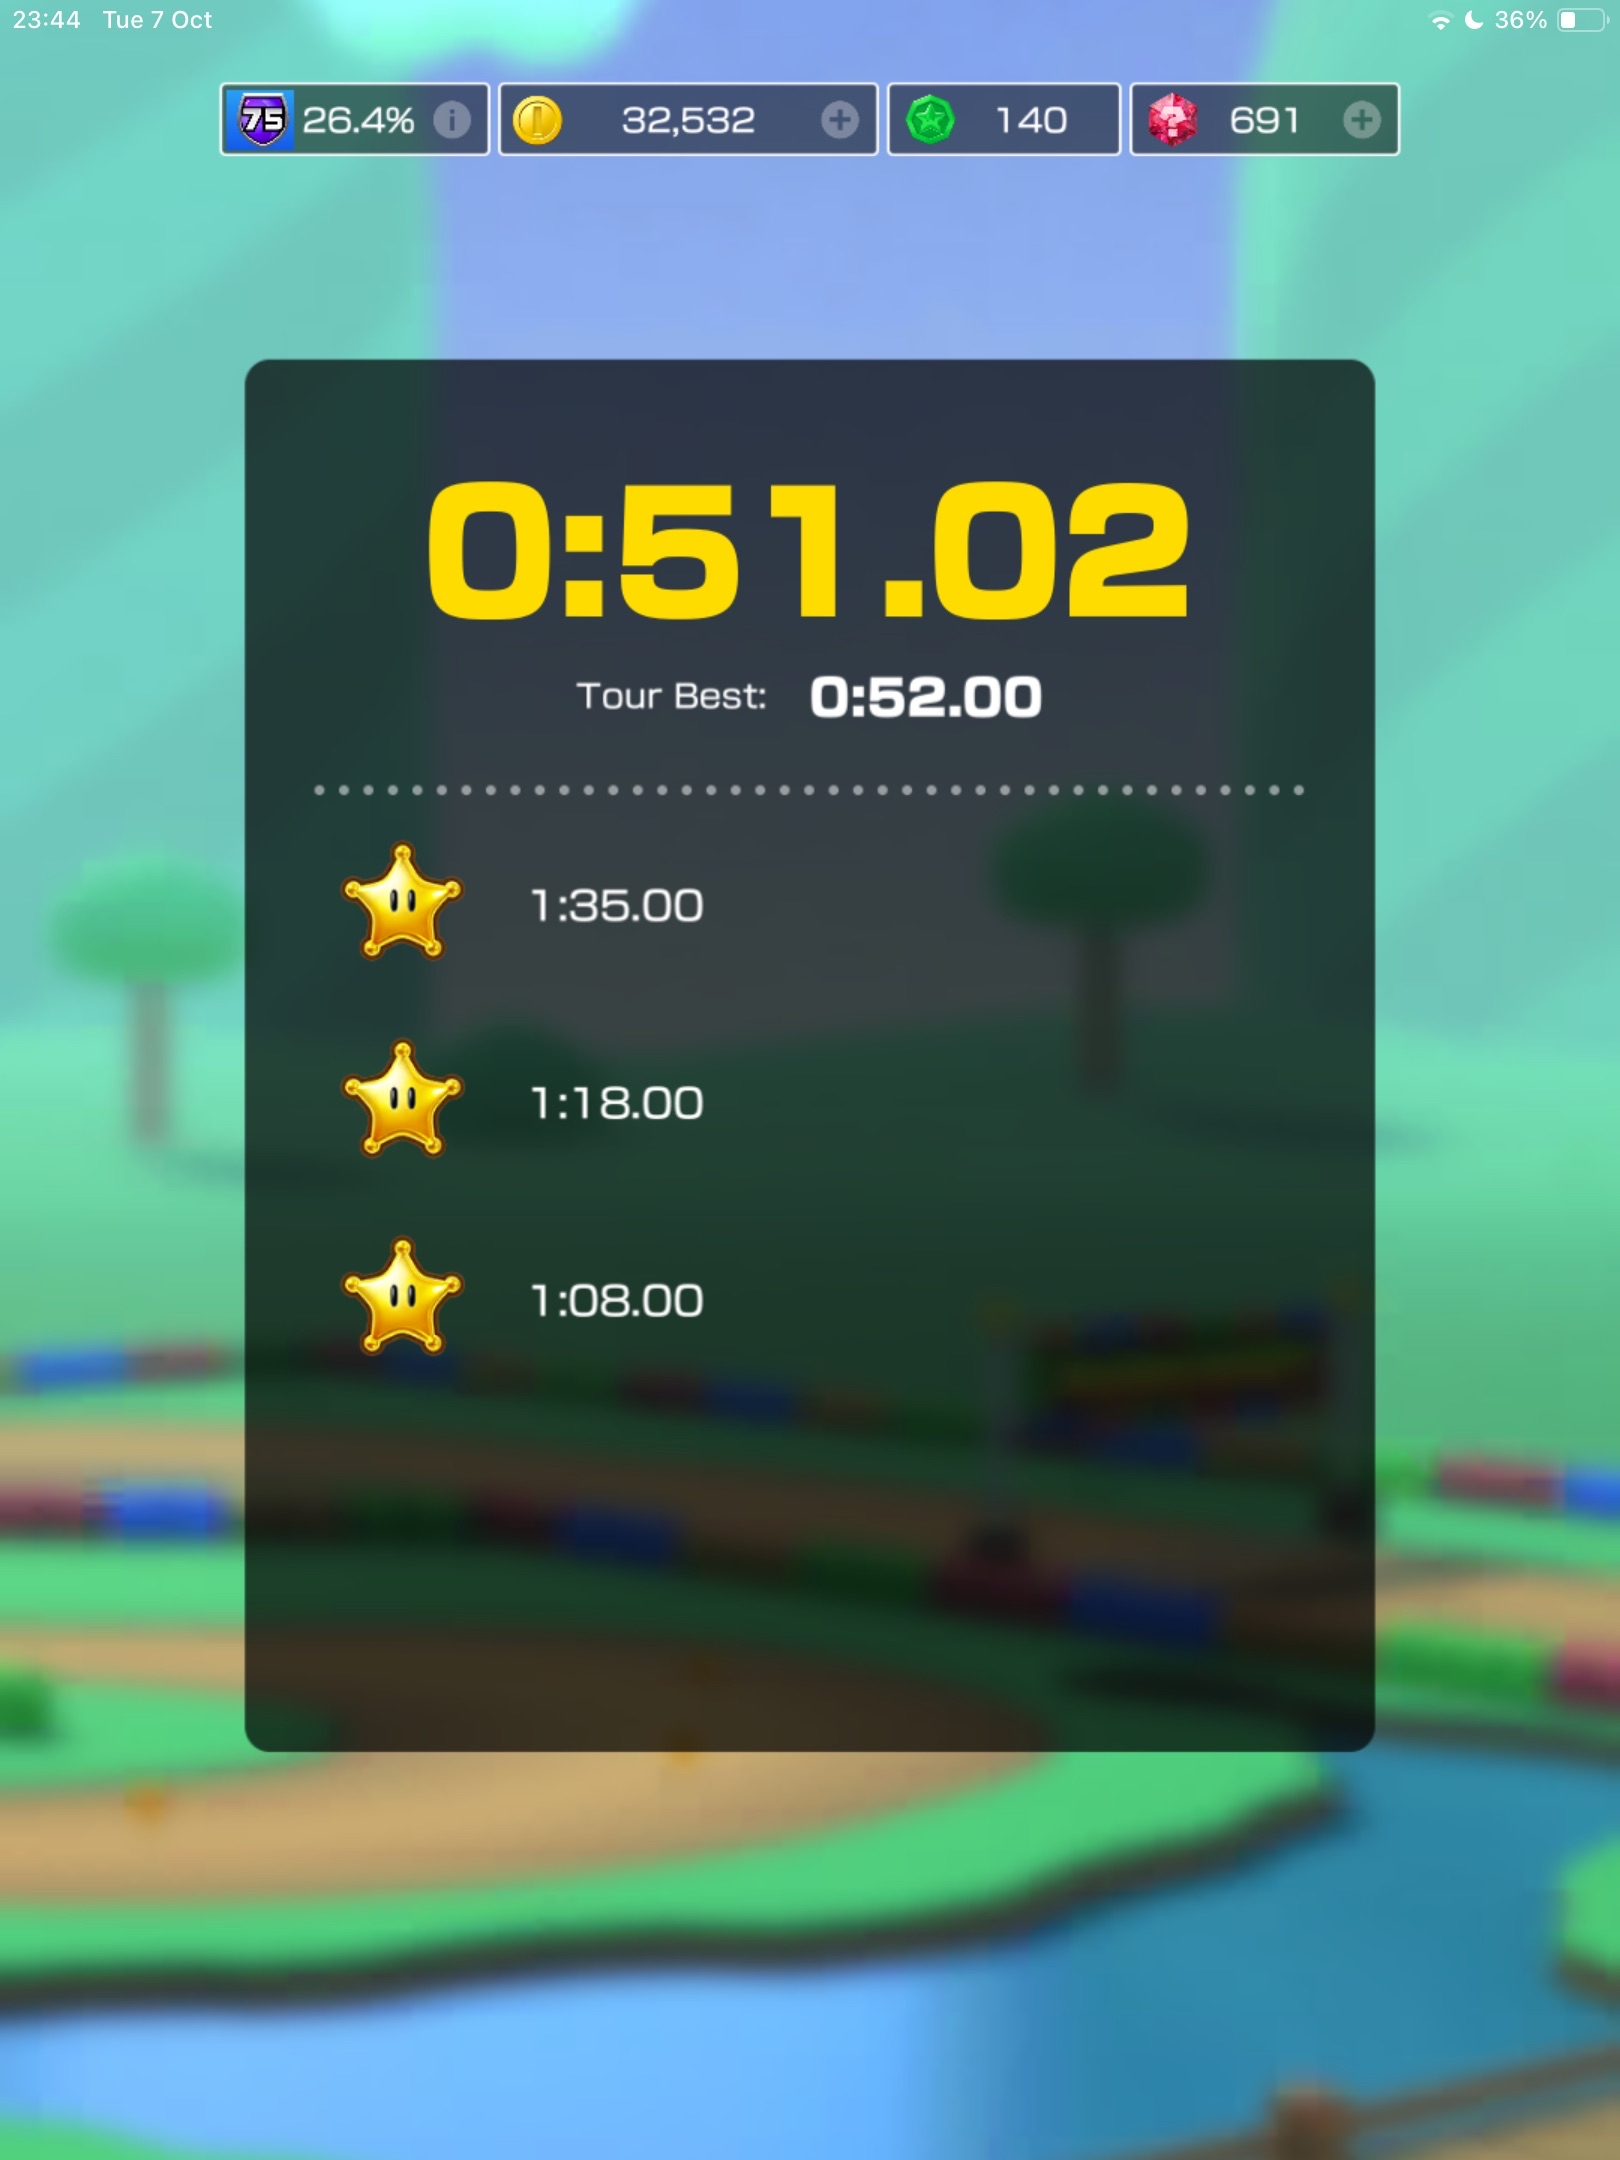 23:44 Tue 7 Oct 36%
75 26.4% i 32,532 + 140 ? 691 +
0:51.02
Tour Best: 0:52.00
1:35.00
1:18.00
1:08.00